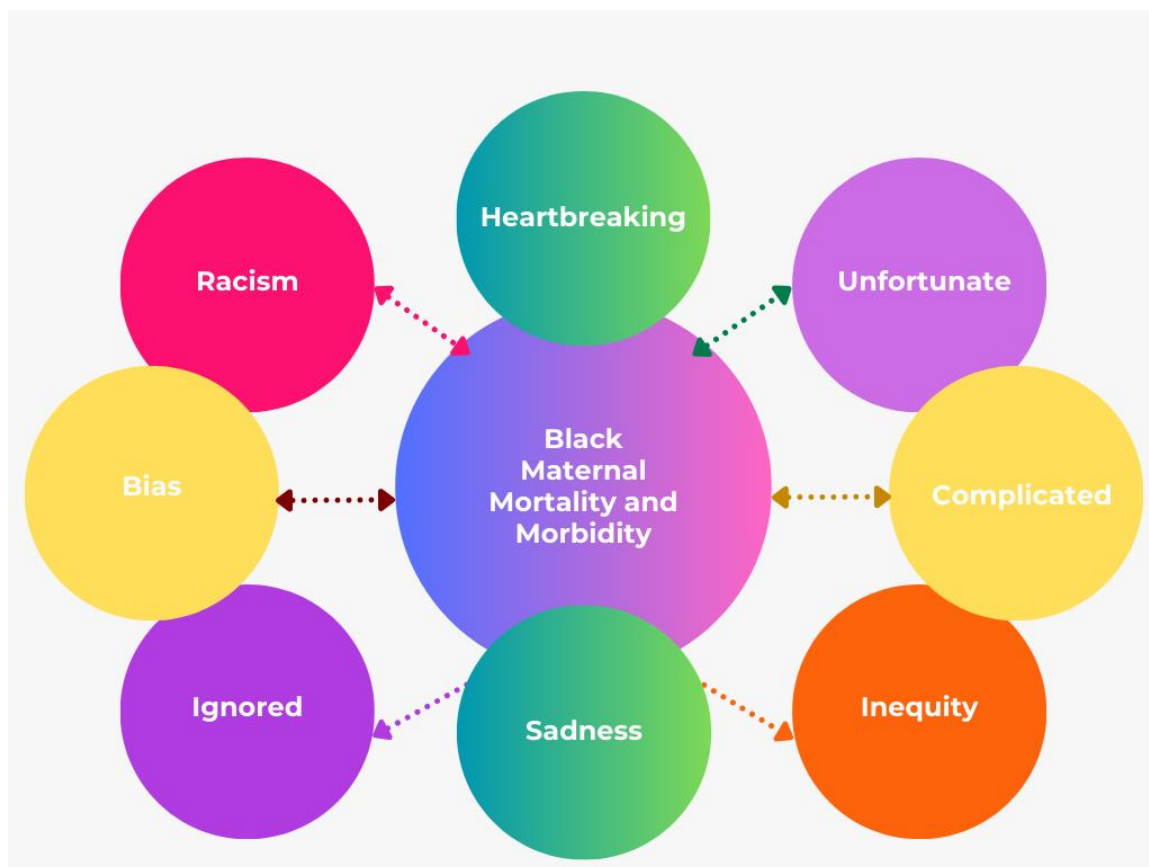 Heartbreaking
Racism
Unfortunate
Black
Maternal
Mortality and
Morbidity
Bias
Complicated
Ignored
Sadness
Inequity